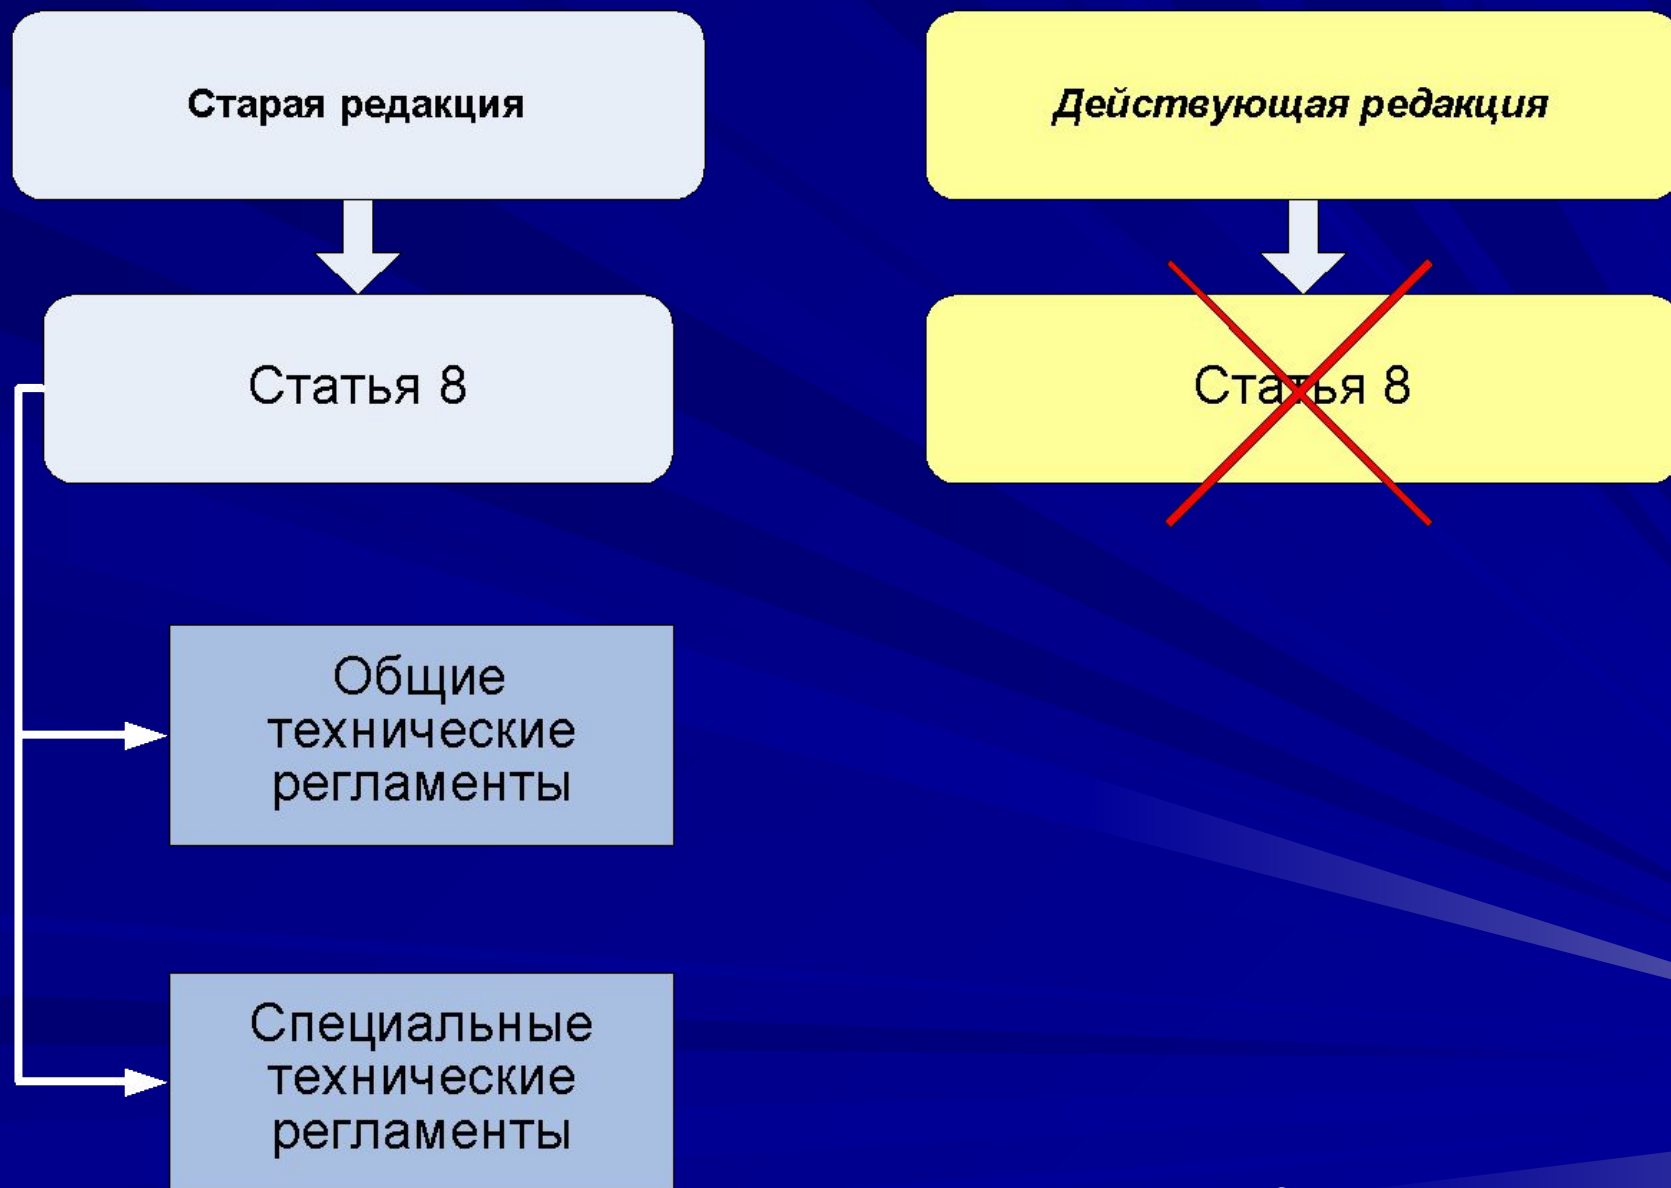 Старая редакция
Действующая редакция
Статья 8
Статья 8
Общие
технические
регламенты
Специальные
технические
регламенты